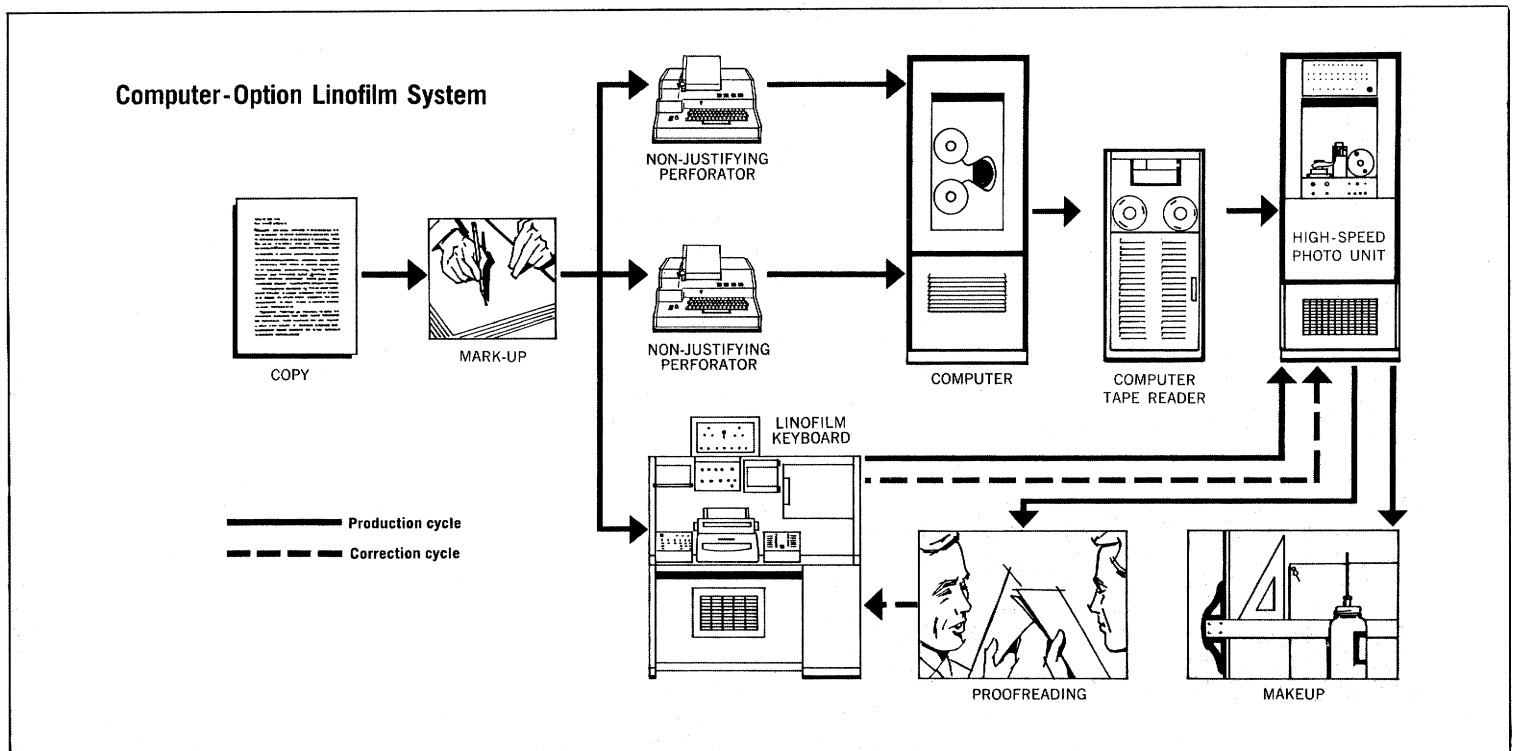 Computer-Option Linofilm System
NON-JUSTIFYING
PERFORATOR
NON-JUSTIFYING
PERFORATOR
COPY
MARK-UP
COMPUTER
COMPUTER
TAPE READER
HIGH-SPEED
PHOTO UNIT
LINOFILM
KEYBOARD
Production cycle
Correction cycle
PROOFREADING
MAKEUP